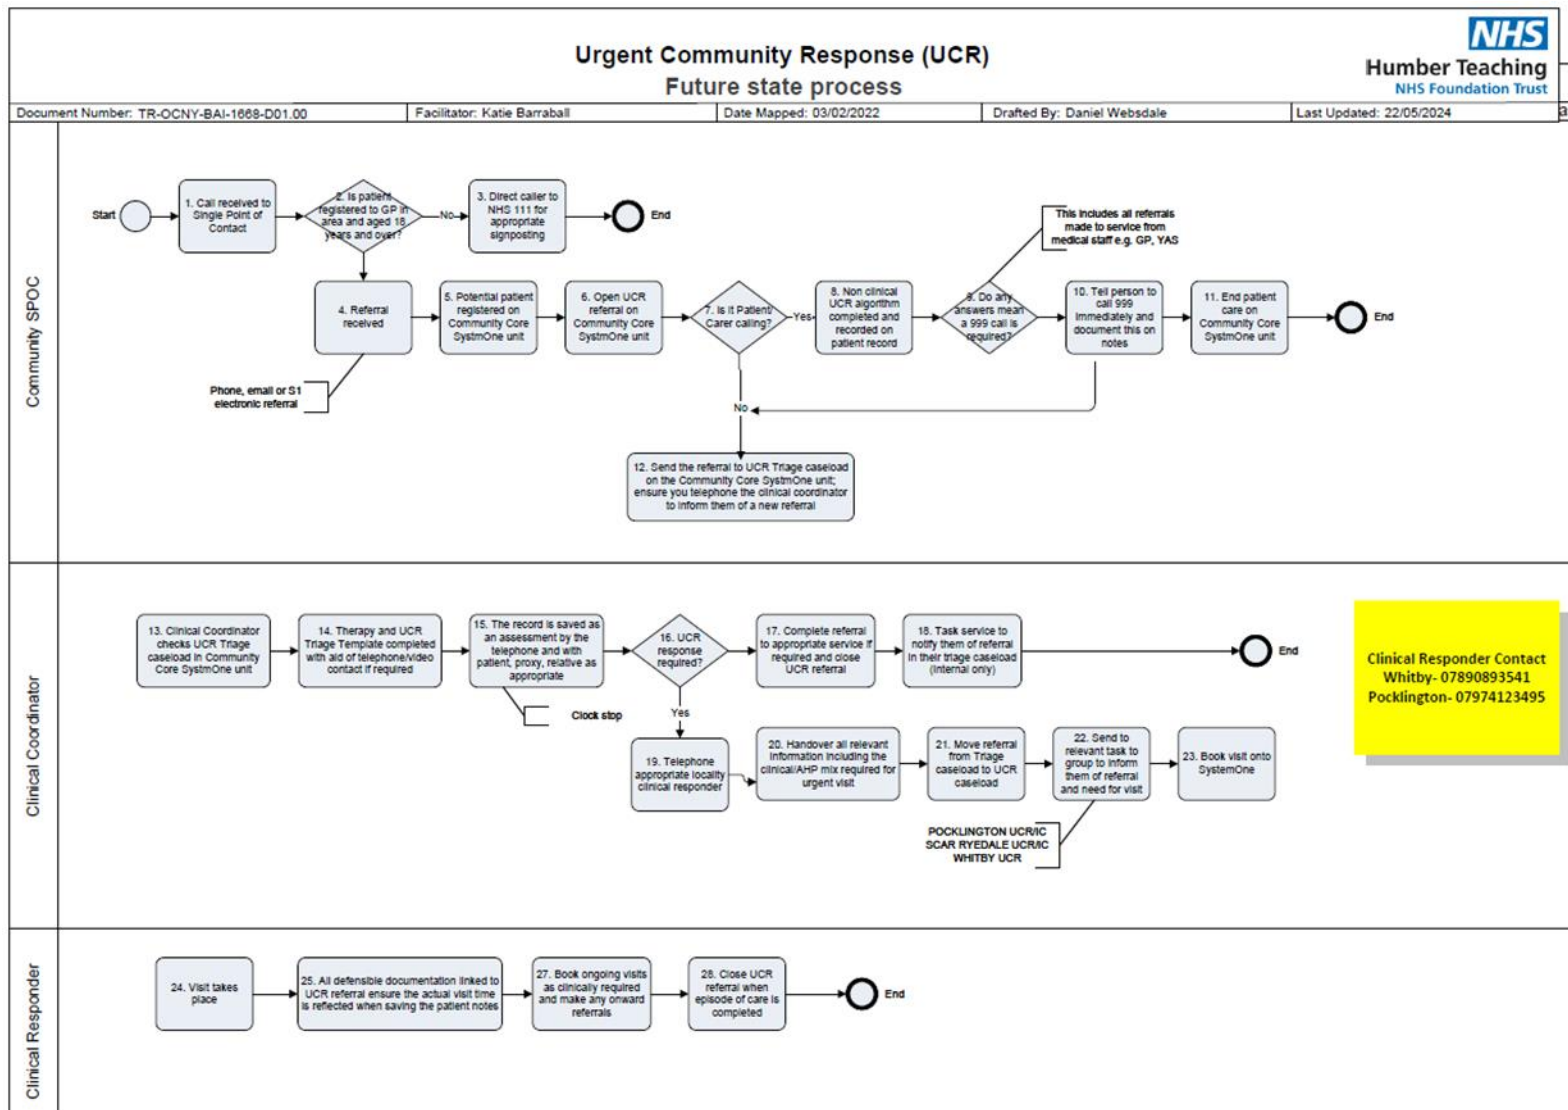 NHS
Humber Teaching
NHS Foundation Trust
Urgent Community Response (UCR)
Future state process
Document Number: TR-OCNY-BAI-1668-D01.00
Facilitator: Katie Barraball
Date Mapped: 03/02/2022
Drafted By: Daniel Websdale
Last Updated: 22/05/2024
Community SPOC
Start
1. Call received to
Single Point of
Contact
2. Is patient
registered to GP in
area and aged 18
years and over?
No
3. Direct caller to
NHS 111 for
appropriate
signposting
End
4. Referral
received
Phone, email or S1
electronic referral
5. Potential patient
registered on
Community Core
SystmOne unit
6. Open UCR
referral on
Community Core
SystmOne unit
7. Is it Patient/
Carer calling?
Yes
8. Non clinical
UCR algorithm
completed and
recorded on
patient record
9. Do any
answers mean
a 999 call is
required?
This includes all referrals
made to service from
medical staff e.g. GP, YAS
10. Tell person to
call 999
immediately and
document this on
notes
11. End patient
care on
Community Core
SystmOne unit
End
No
12. Send the referral to UCR Triage caseload
on the Community Core SystmOne unit;
ensure you telephone the clinical coordinator
to inform them of a new referral
Clinical Coordinator
13. Clinical Coordinator
checks UCR Triage
caseload in Community
Core SystmOne unit
14. Therapy and UCR
Triage Template completed
with aid of telephone/video
contact if required
15. The record is saved as
an assessment by the
telephone and with
patient, proxy, relative as
appropriate
Clock stop
16. UCR
response
required?
17. Complete referral
to appropriate service if
required and close
UCR referral
18. Task service to
notify them of referral
in their triage caseload
(internal only)
End
Yes
19. Telephone
appropriate locality
clinical responder
20. Handover all relevant
information including the
clinical/AHP mix required for
urgent visit
21. Move referral
from Triage
caseload to UCR
caseload
22. Send to
relevant task to
group to inform
them of referral
and need for visit
POCKLINGTON UCR/IC
SCAR RYEDALE UCR/IC
WHITBY UCR
23. Book visit onto
SystemOne
Clinical Responder Contact
Whitby- 07890893541
Pocklington- 07974123495
Clinical Responder
24. Visit takes
place
25. All defensible documentation linked to
UCR referral ensure the actual visit time
is reflected when saving the patient notes
27. Book ongoing visits
as clinically required
and make any onward
referrals
28. Close UCR
referral when
episode of care is
completed
End